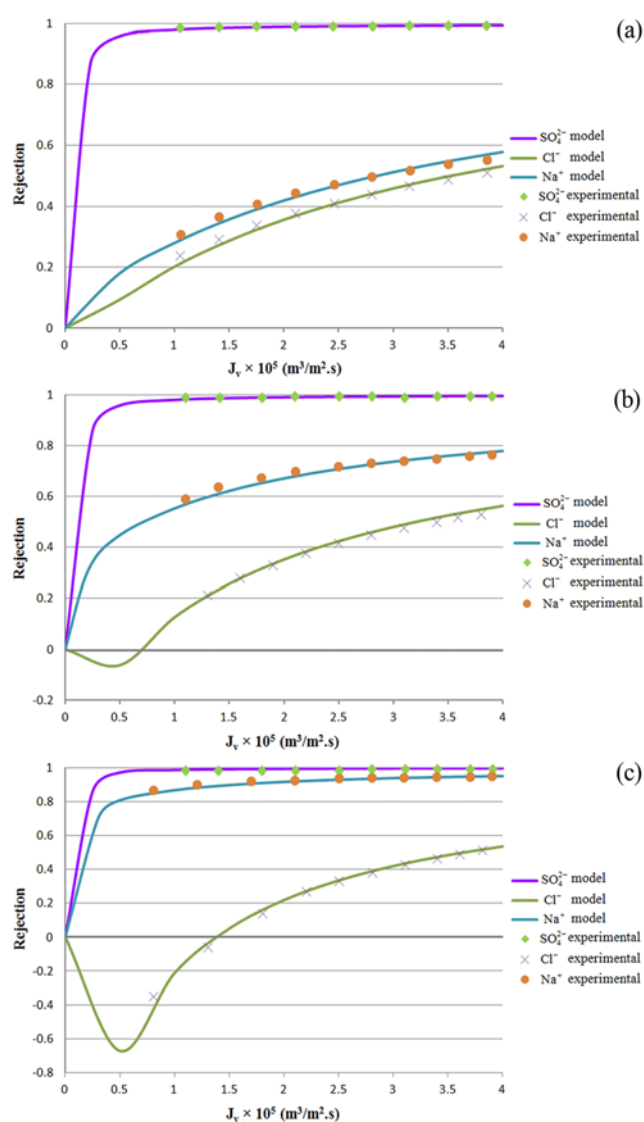 (a)
Rejection
1
0.8
0.6
0.4
0.2
0
0 0.5 1 1.5 2 2.5 3 3.5 4
Jᵥ × 10⁵ (m³/m².s)
SO₄²⁻ model
Cl⁻ model
Na⁺ model
SO₄²⁻ experimental
Cl⁻ experimental
Na⁺ experimental
(b)
Rejection
1
0.8
0.6
0.4
0.2
0
-0.2
0 0.5 1 1.5 2 2.5 3 3.5 4
Jᵥ × 10⁵ (m³/m².s)
SO₄²⁻ model
Cl⁻ model
Na⁺ model
SO₄²⁻ experimental
Cl⁻ experimental
Na⁺ experimental
(c)
Rejection
1
0.8
0.6
0.4
0.2
0
-0.2
-0.4
-0.6
-0.8
0 0.5 1 1.5 2 2.5 3 3.5 4
Jᵥ × 10⁵ (m³/m².s)
SO₄²⁻ model
Cl⁻ model
Na⁺ model
SO₄²⁻ experimental
Cl⁻ experimental
Na⁺ experimental